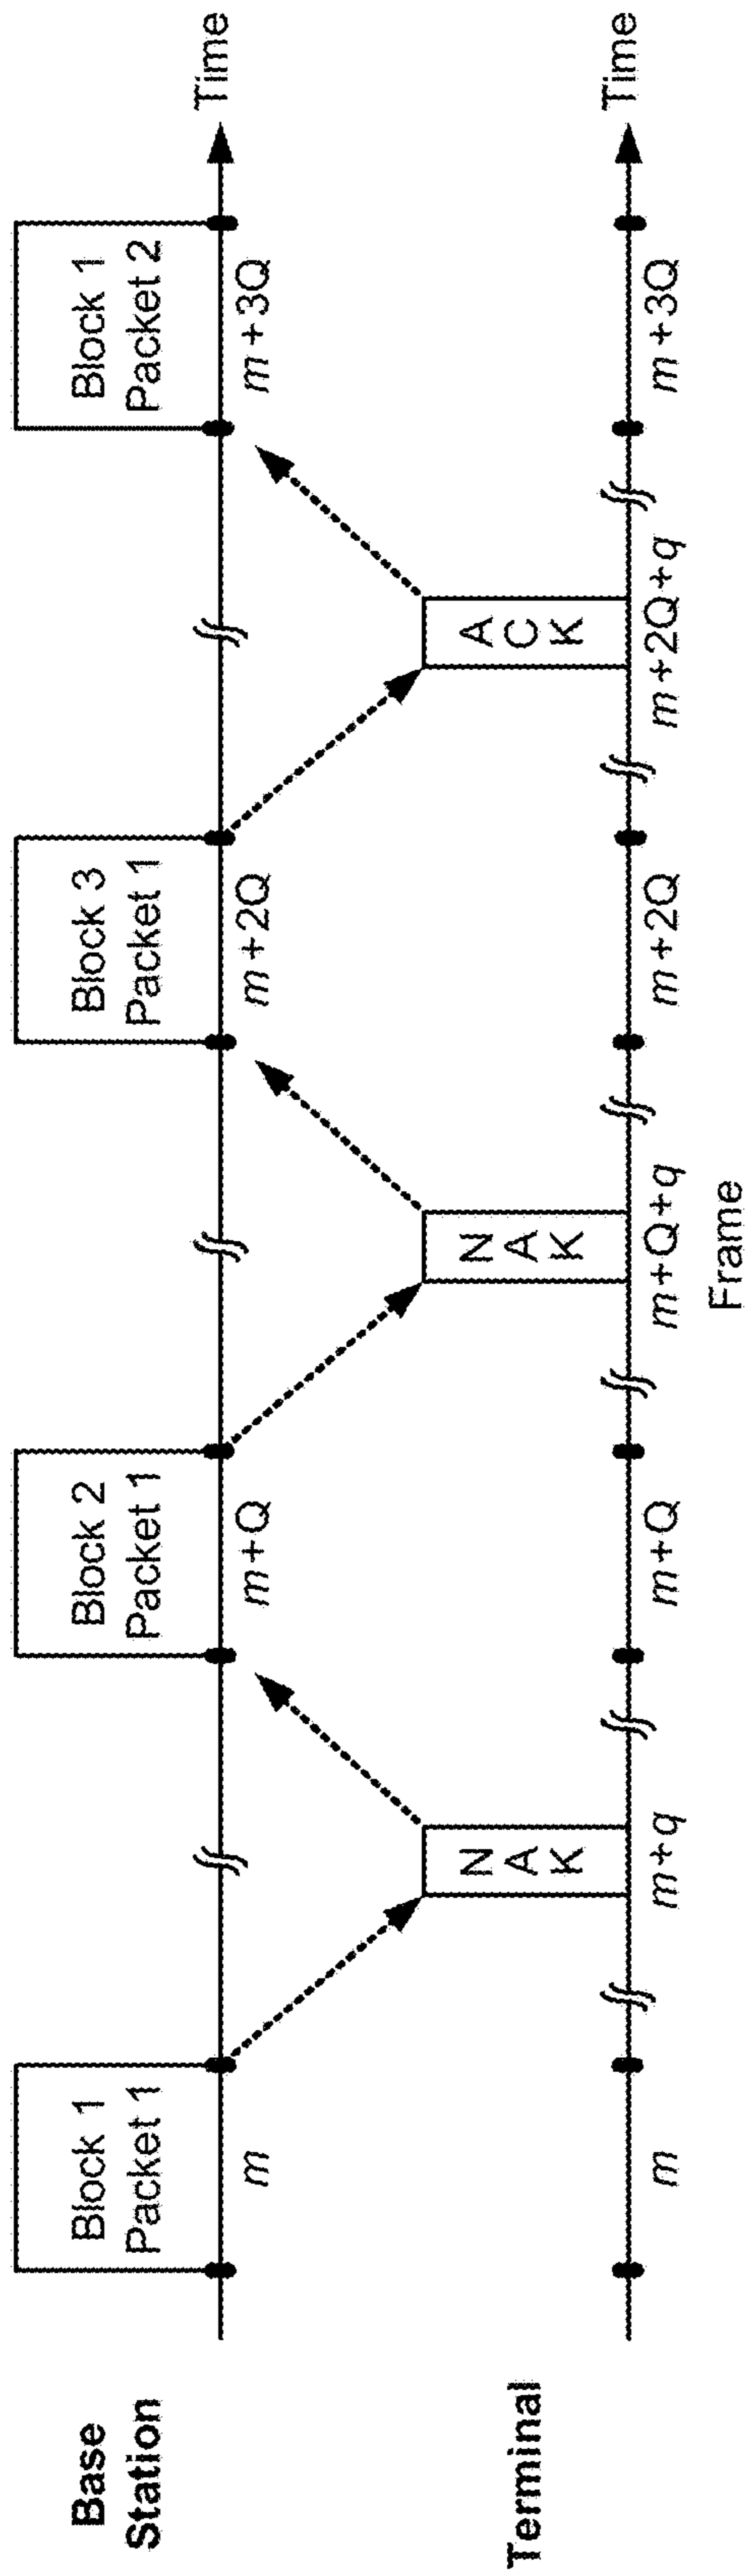 Base
Station
Block 1
Packet 1
Block 2
Packet 1
Block 3
Packet 1
Block 1
Packet 2
m
m+Q
m+2Q
m+3Q
Time
N
A
K
N
A
K
A
C
K
Terminal
m
m+q
m+Q
m+Q+q
m+2Q
m+2Q+q
m+3Q
Time
Frame